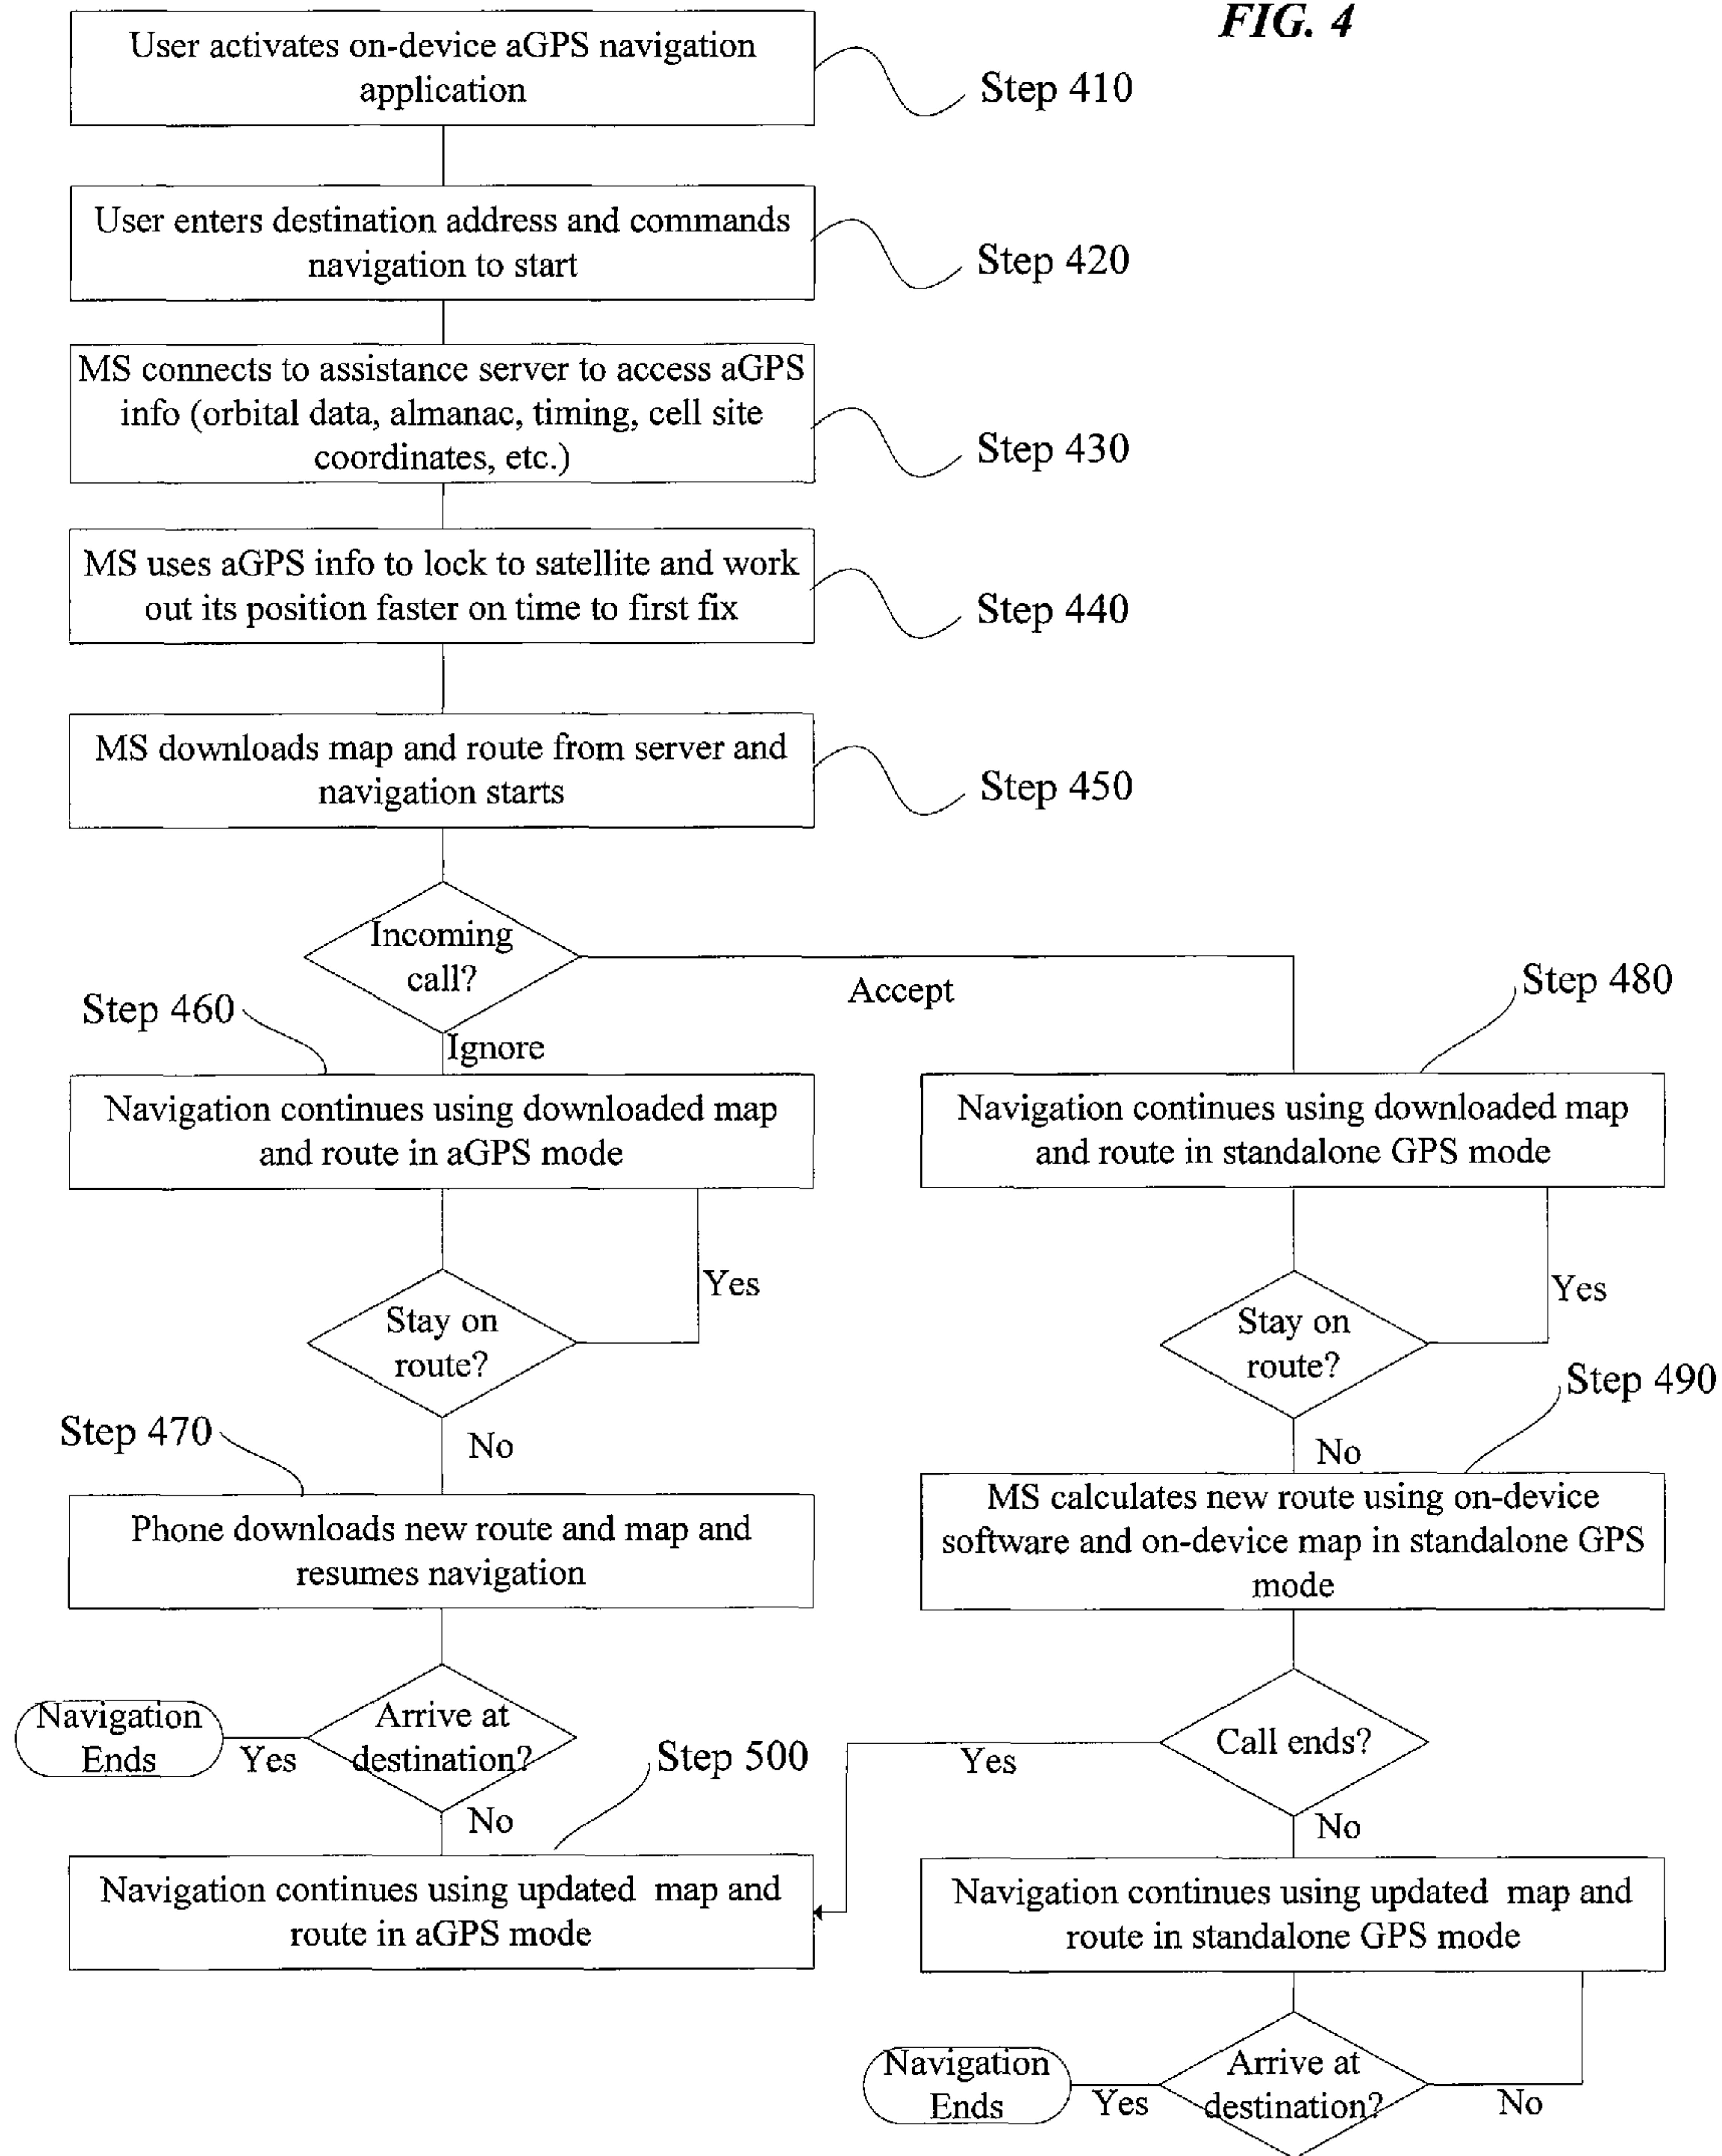 FIG. 4
User activates on-device aGPS navigation
application
Step 410
User enters destination address and commands
navigation to start
Step 420
MS connects to assistance server to access aGPS
info (orbital data, almanac, timing, cell site
coordinates, etc.)
Step 430
MS uses aGPS info to lock to satellite and work
out its position faster on time to first fix
Step 440
MS downloads map and route from server and
navigation starts
Step 450
Incoming
call?
Accept
Ignore
Step 460
Navigation continues using downloaded map
and route in aGPS mode
Step 480
Navigation continues using downloaded map
and route in standalone GPS mode
Stay on
route?
Yes
No
Stay on
route?
Yes
No
Step 470
Phone downloads new route and map and
resumes navigation
Step 490
MS calculates new route using on-device
software and on-device map in standalone GPS
mode
Arrive at
destination?
Yes
Navigation
Ends
No
Call ends?
Yes
No
Step 500
Navigation continues using updated map and
route in aGPS mode
Navigation continues using updated map and
route in standalone GPS mode
Arrive at
destination?
Yes
Navigation
Ends
No